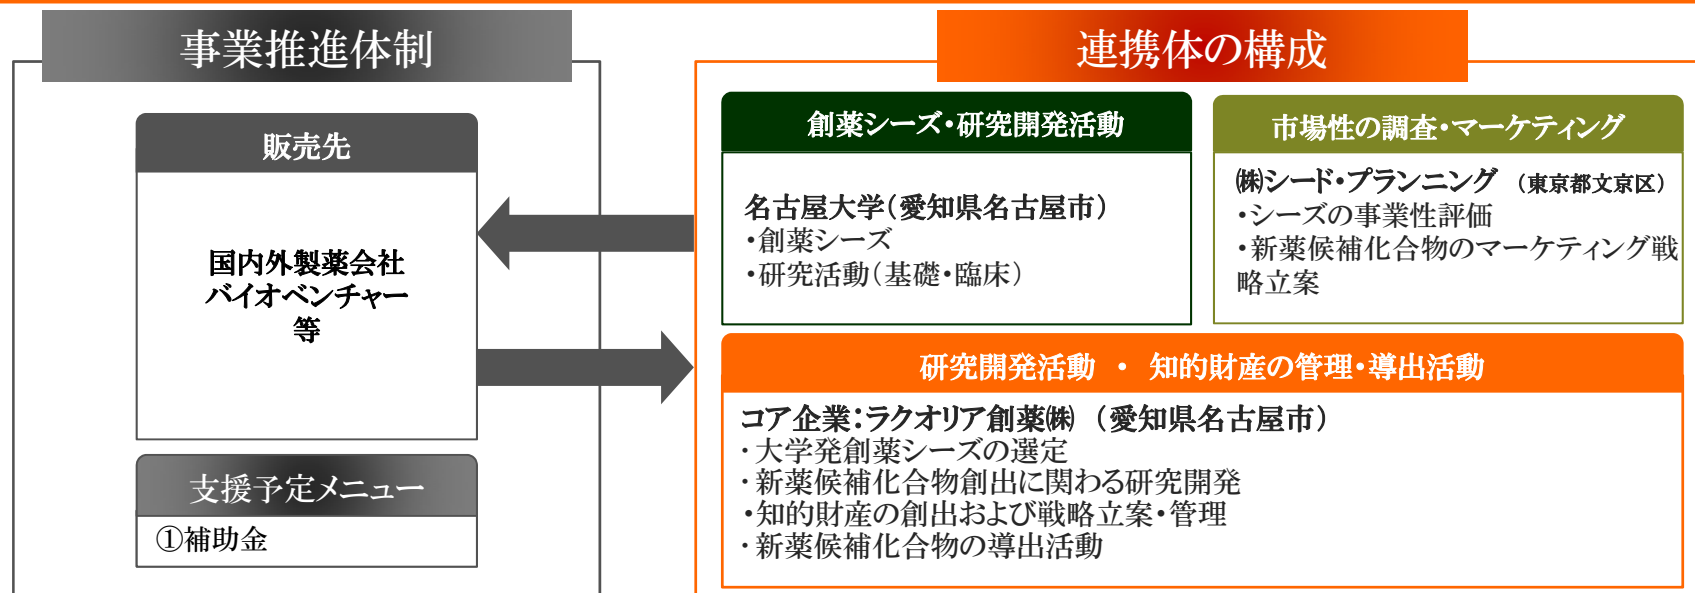 事業推進体制
販売先
国内外製薬会社
バイオベンチャー
等
支援予定メニュー
①補助金
連携体の構成
創薬シーズ・研究開発活動
名古屋大学(愛知県名古屋市)
・創薬シーズ
・研究活動(基礎・臨床)
市場性の調査・マーケティング
㈱シード・プランニング (東京都文京区)
・シーズの事業性評価
・新薬候補化合物のマーケティング戦
略立案
研究開発活動 ・ 知的財産の管理・導出活動
コア企業:ラクオリア創薬㈱ (愛知県名古屋市)
・大学発創薬シーズの選定
・新薬候補化合物創出に関わる研究開発
・知的財産の創出および戦略立案・管理
・新薬候補化合物の導出活動